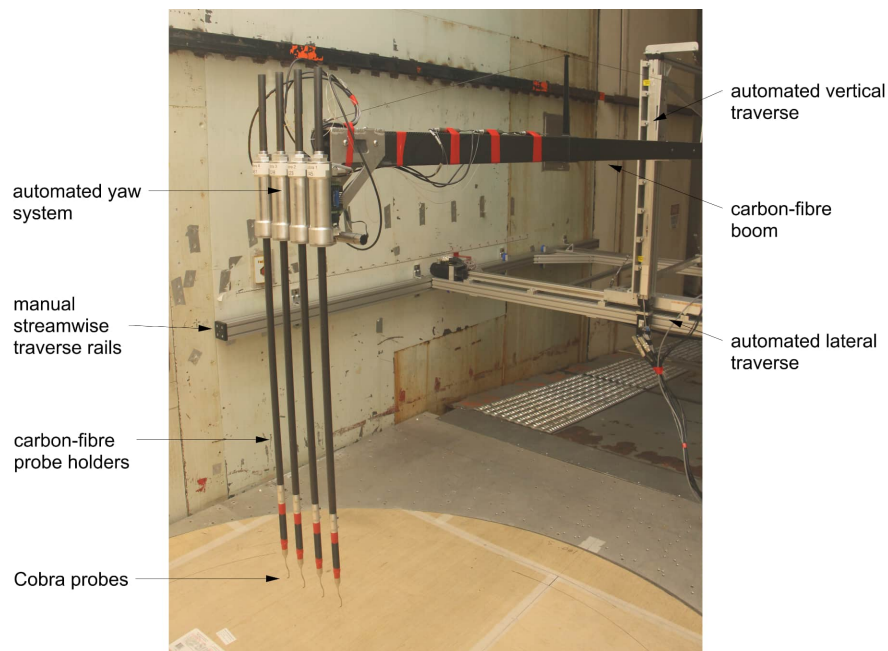 automated yaw
system
manual
streamwise
traverse rails
carbon-fibre
probe holders
Cobra probes
automated vertical
traverse
carbon-fibre
boom
automated lateral
traverse